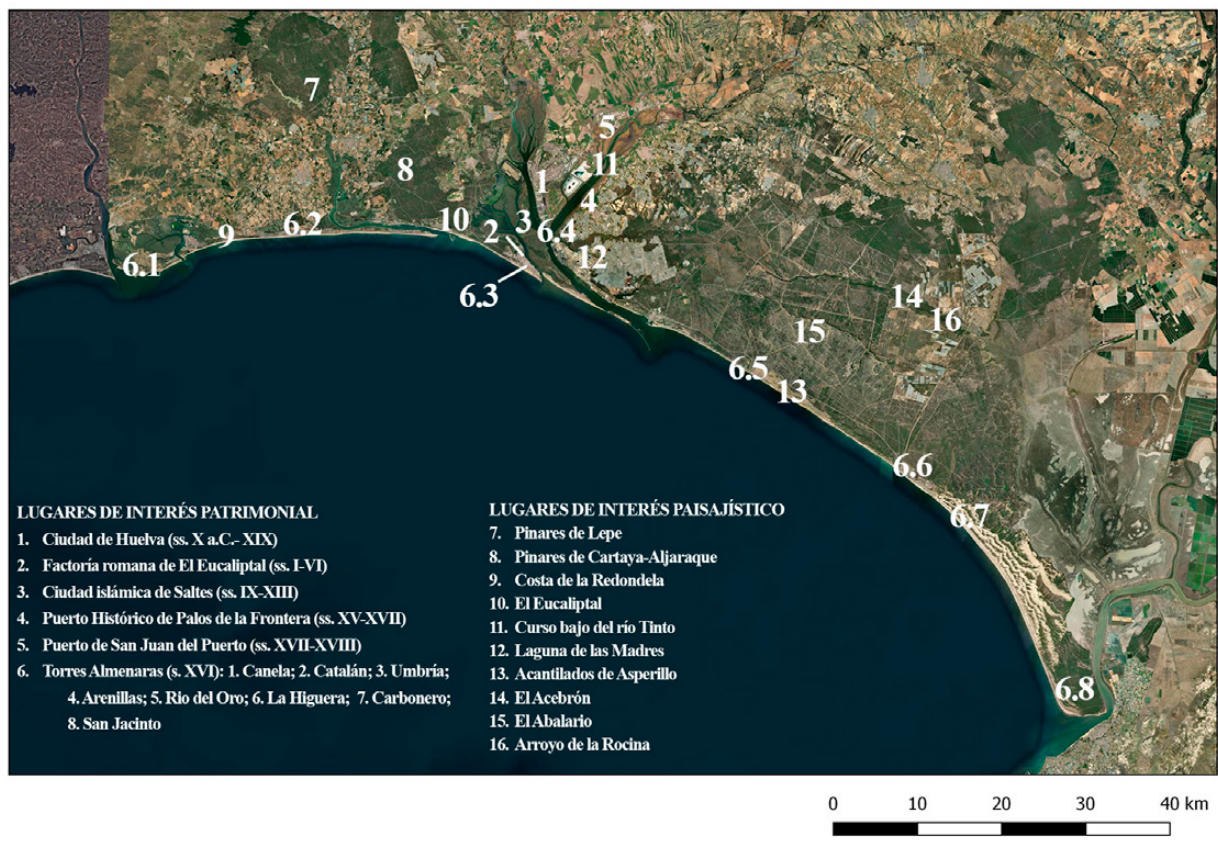 7
5
11
8
1
4
10
3
6.2
6.4
9
2
12
6.1
6.3
14
16
15
6.5
13
6.6
6.7
6.8
LUGARES DE INTERÉS PATRIMONIAL
1. Ciudad de Huelva (ss. X a.C.- XIX)
2. Factoría romana de El Eucaliptal (ss. I-VI)
3. Ciudad islámica de Saltes (ss. IX-XIII)
4. Puerto Histórico de Palos de la Frontera (ss. XV-XVII)
5. Puerto de San Juan del Puerto (ss. XVII-XVIII)
6. Torres Almenaras (s. XVI): 1. Canela; 2. Catalán; 3. Umbría;
4. Arenillas; 5. Rio del Oro; 6. La Higuera; 7. Carbonero;
8. San Jacinto
LUGARES DE INTERÉS PAISAJÍSTICO
7. Pinares de Lepe
8. Pinares de Cartaya-Aljaraque
9. Costa de la Redondela
10. El Eucaliptal
11. Curso bajo del río Tinto
12. Laguna de las Madres
13. Acantilados de Asperillo
14. El Acebrón
15. El Abalario
16. Arroyo de la Rocina
0 10 20 30 40 km